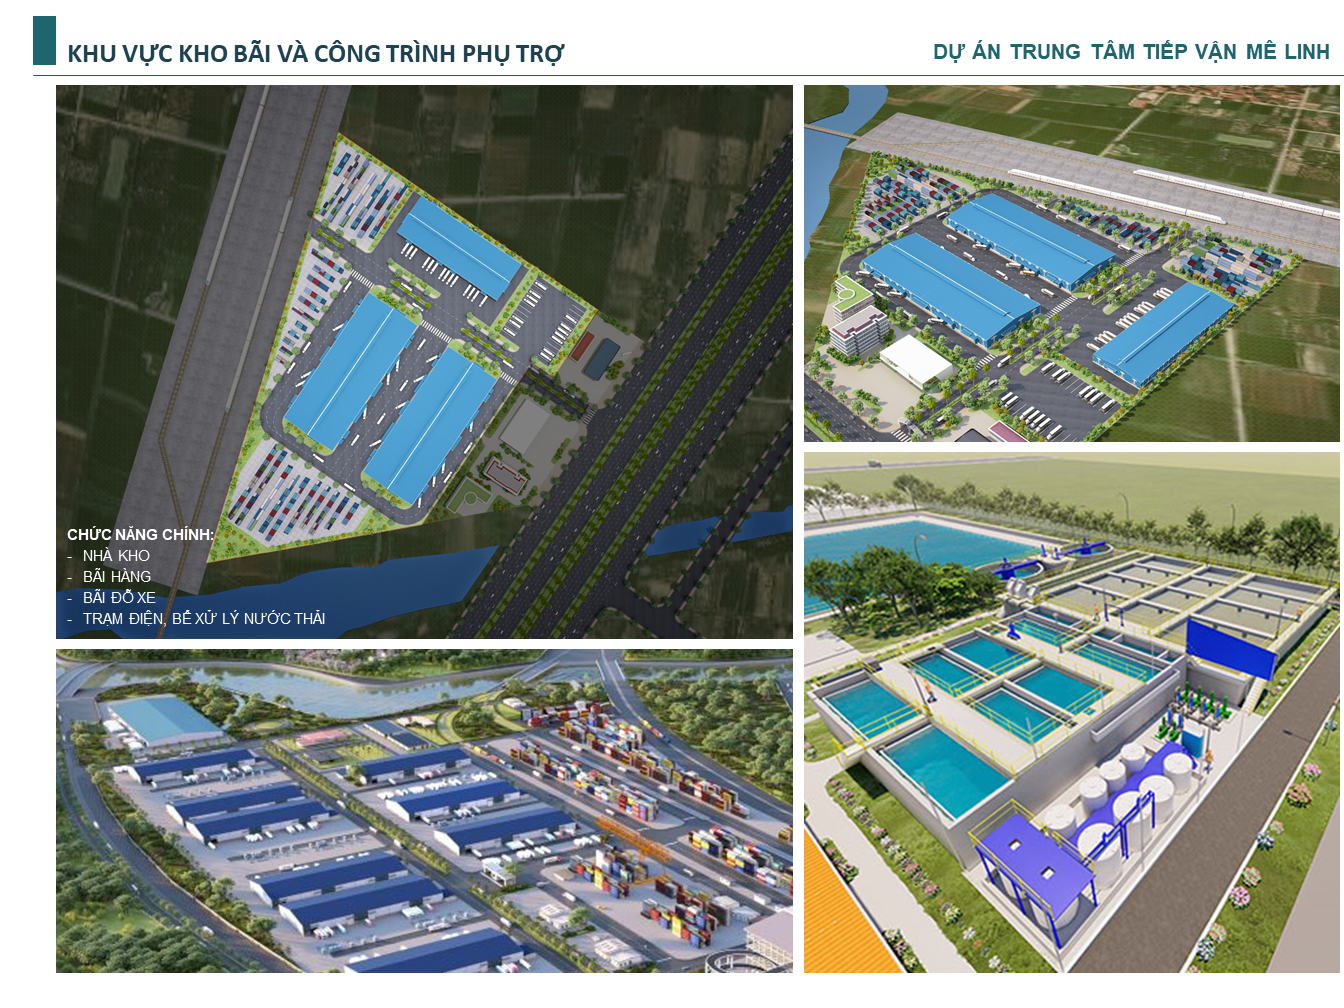 KHU VỰC KHO BÃI VÀ CÔNG TRÌNH PHỤ TRỢ
DỰ ÁN TRUNG TÂM TIẾP VẬN MÊ LINH
CHỨC NĂNG CHÍNH:
- NHÀ KHO
- BÃI HÀNG
- BÃI ĐỖ XE
- TRẠM ĐIỆN, BỂ XỬ LÝ NƯỚC THẢI